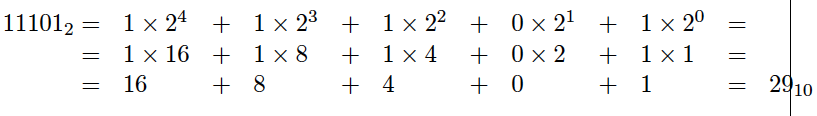 11101₂ = 1 × 2⁴ + 1 × 2³ + 1 × 2² + 0 × 2¹ + 1 × 2⁰ =
= 1 × 16 + 1 × 8 + 1 × 4 + 0 × 2 + 1 × 1 =
= 16 + 8 + 4 + 0 + 1 = 29₁₀